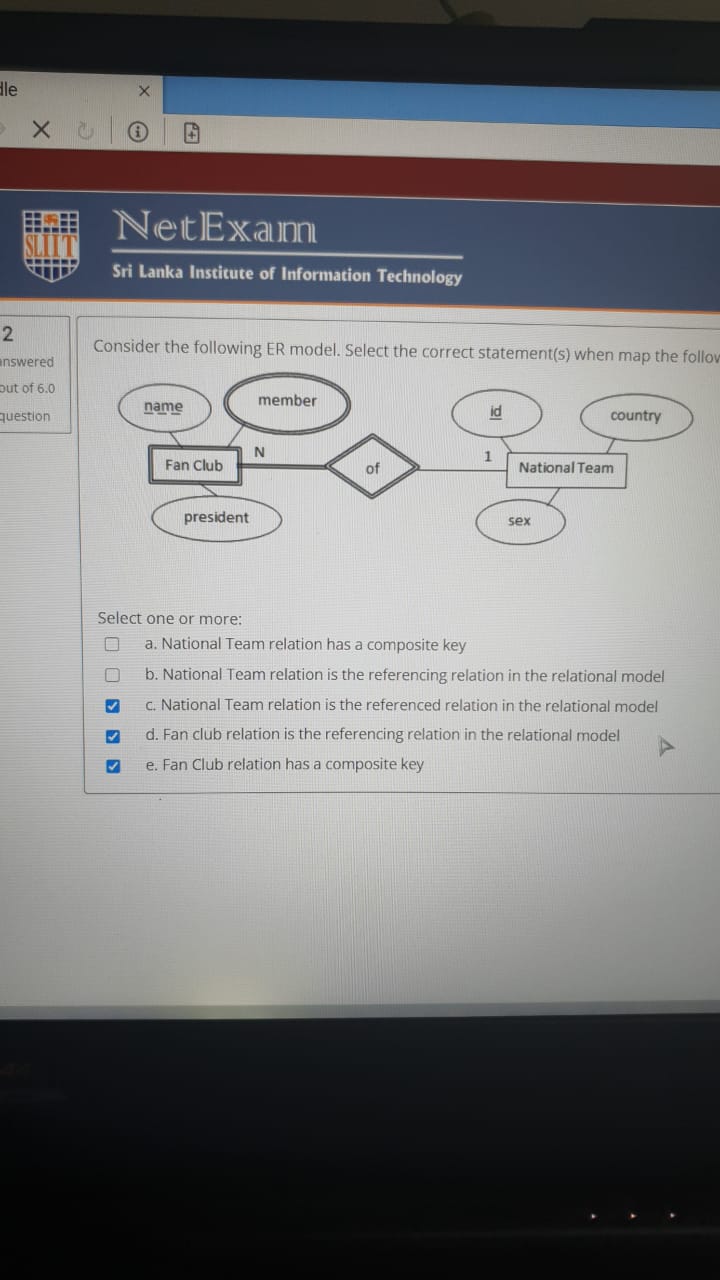 dle
SLIIT
NetExam
Sri Lanka Institute of Information Technology
2
answered
out of 6.0
question
Consider the following ER model. Select the correct statement(s) when map the follow
name
member
id
country
Fan Club
N
of
1
National Team
president
sex
Select one or more:
a. National Team relation has a composite key
b. National Team relation is the referencing relation in the relational model
c. National Team relation is the referenced relation in the relational model
d. Fan club relation is the referencing relation in the relational model
e. Fan Club relation has a composite key